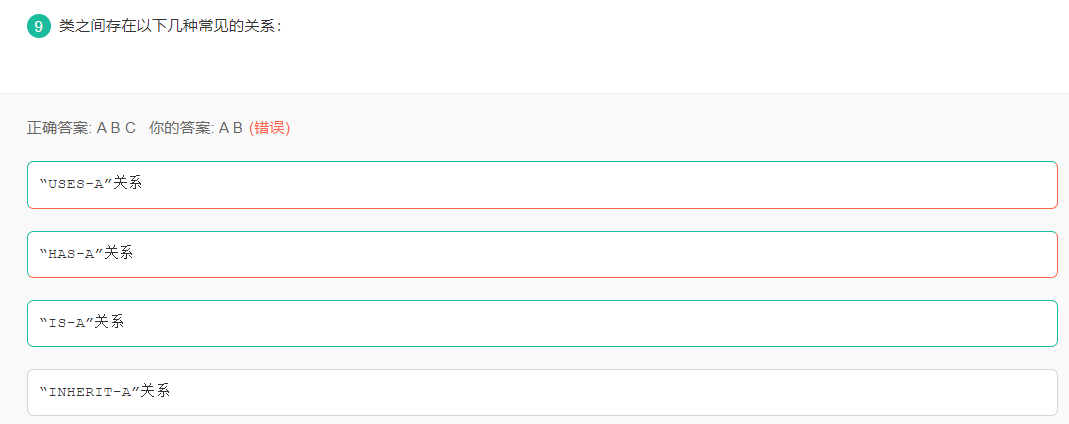 9 类之间存在以下几种常见的关系：
正确答案: A B C 你的答案: A B (错误)
“USES-A”关系
“HAS-A”关系
“IS-A”关系
“INHERIT-A”关系